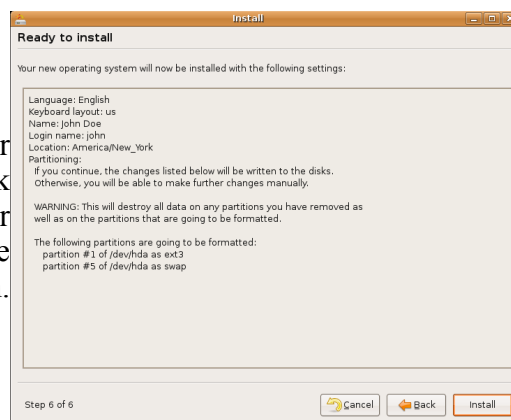 Install
Ready to install
Your new operating system will now be installed with the following settings:
Language: English
Keyboard layout: us
Name: John Doe
Login name: john
Location: America/New_York
Partitioning:
If you continue, the changes listed below will be written to the disks.
Otherwise, you will be able to make further changes manually.
WARNING: This will destroy all data on any partitions you have removed as
well as on the partitions that are going to be formatted.
The following partitions are going to be formatted:
partition #1 of /dev/hda as ext3
partition #5 of /dev/hda as swap
Step 6 of 6
Cancel
Back
Install